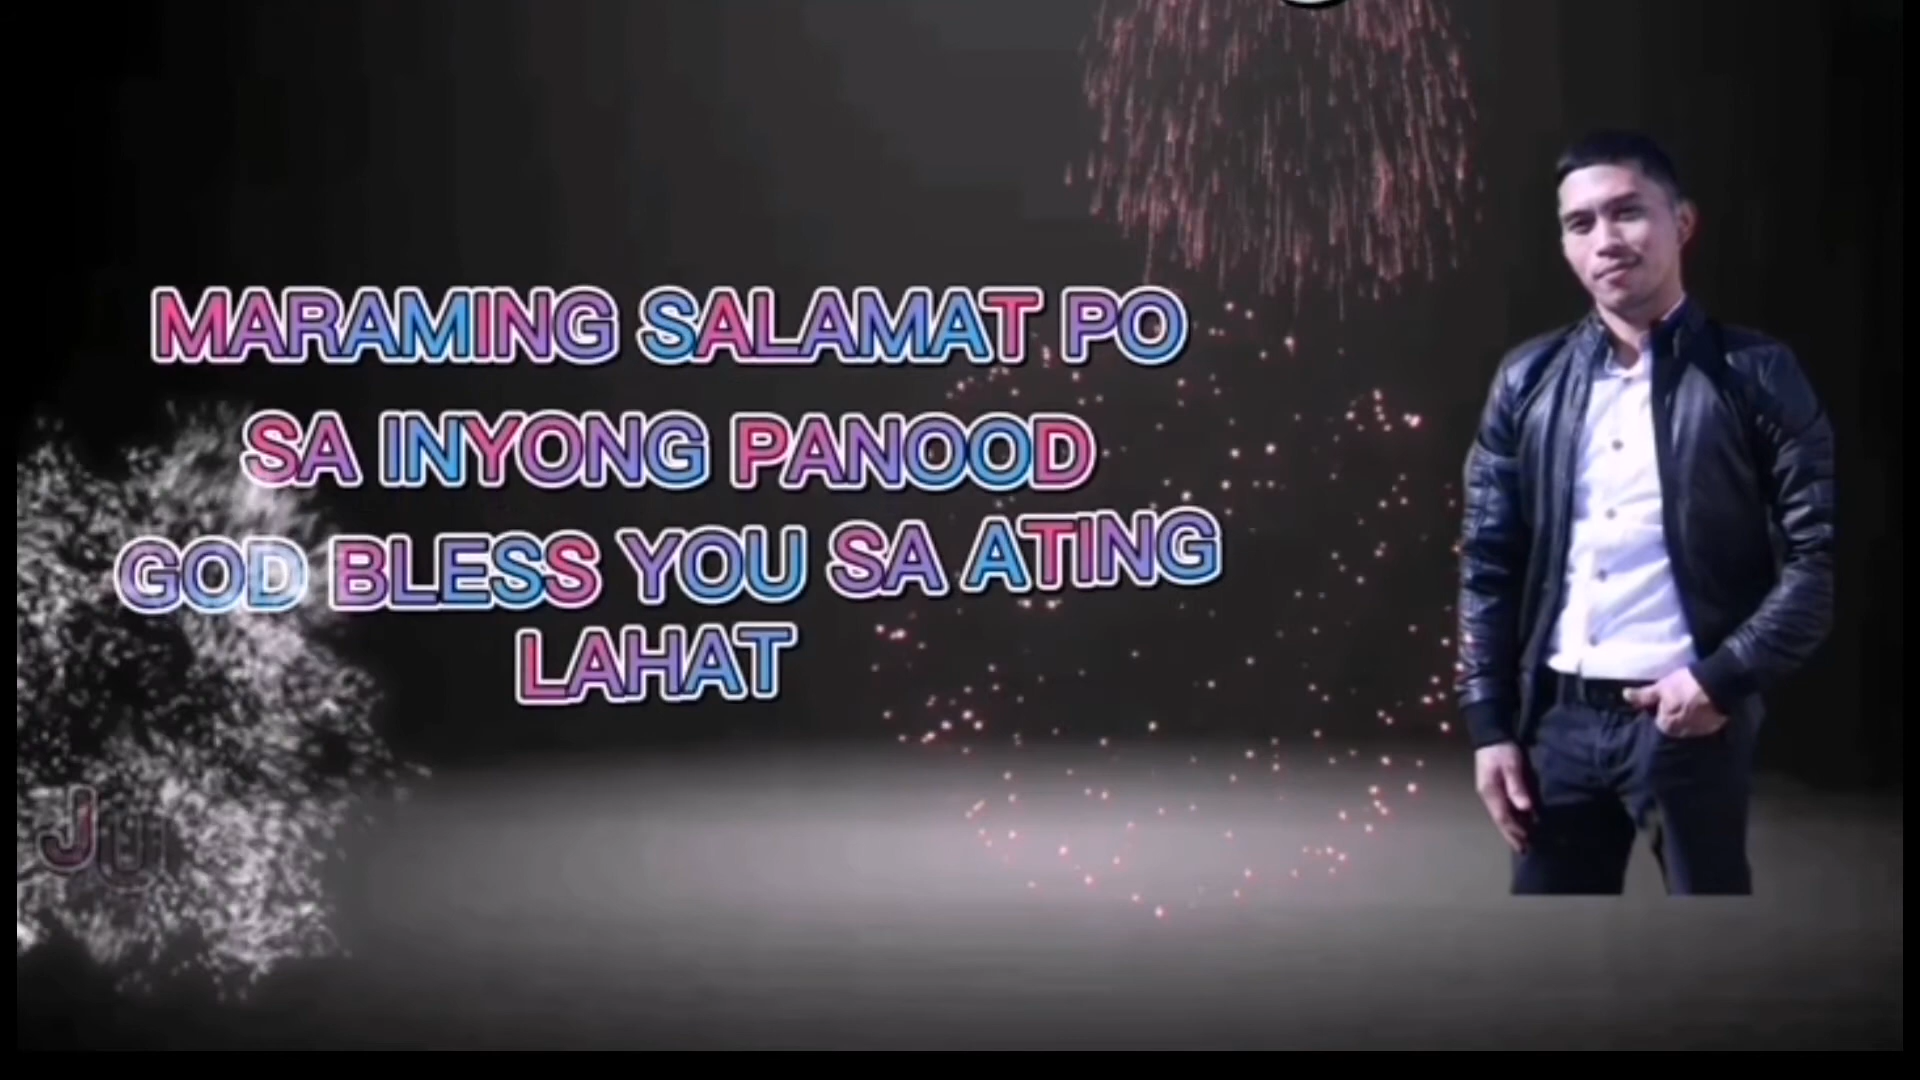 MARAMING SALAMAT PO
SA INYONG PANOOD
GOD BLESS YOU SA ATING
LAHAT